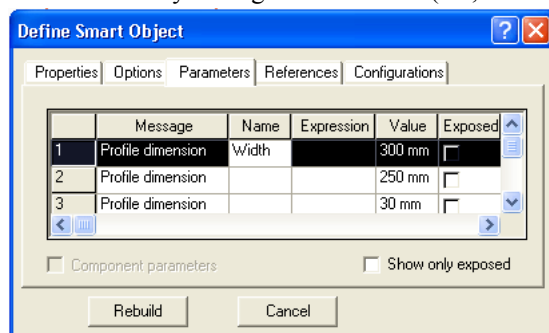 Define Smart Object
Properties Options Parameters References Configurations
Message Name Expression Value Exposed
1 Profile dimension Width 300 mm
2 Profile dimension 250 mm
3 Profile dimension 30 mm
Component parameters Show only exposed
Rebuild Cancel